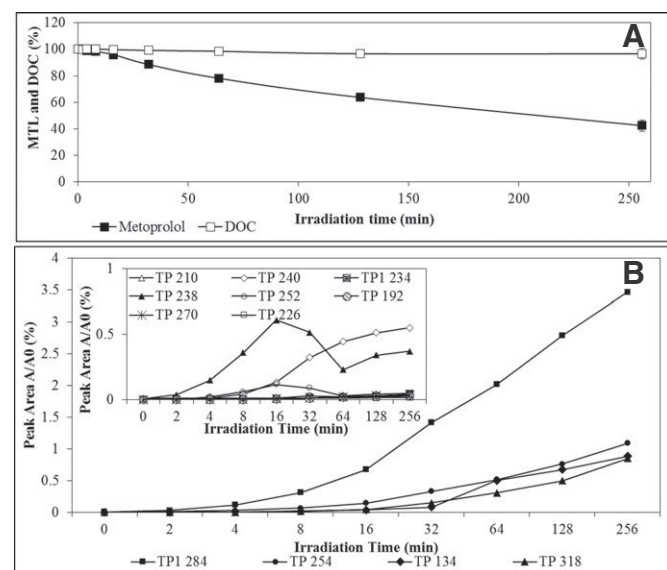 A
120
100
80
60
40
20
0
MTL and DOC (%)
0 50 100 150 200 250
Irradiation time (min)
Metoprolol DOC
B
4
3.5
3
2.5
2
1.5
1
0.5
0
Peak Area A/A0 (%)
1
0.5
0
Peak Area A/A0 (%)
TP 210 TP 240 TP1 234
TP 238 TP 252 TP 192
TP 270 TP 226
0 2 4 8 16 32 64 128 256
Irradiation Time (min)
0 2 4 8 16 32 64 128 256
Irradiation Time (min)
TP1 284 TP 254 TP 134 TP 318